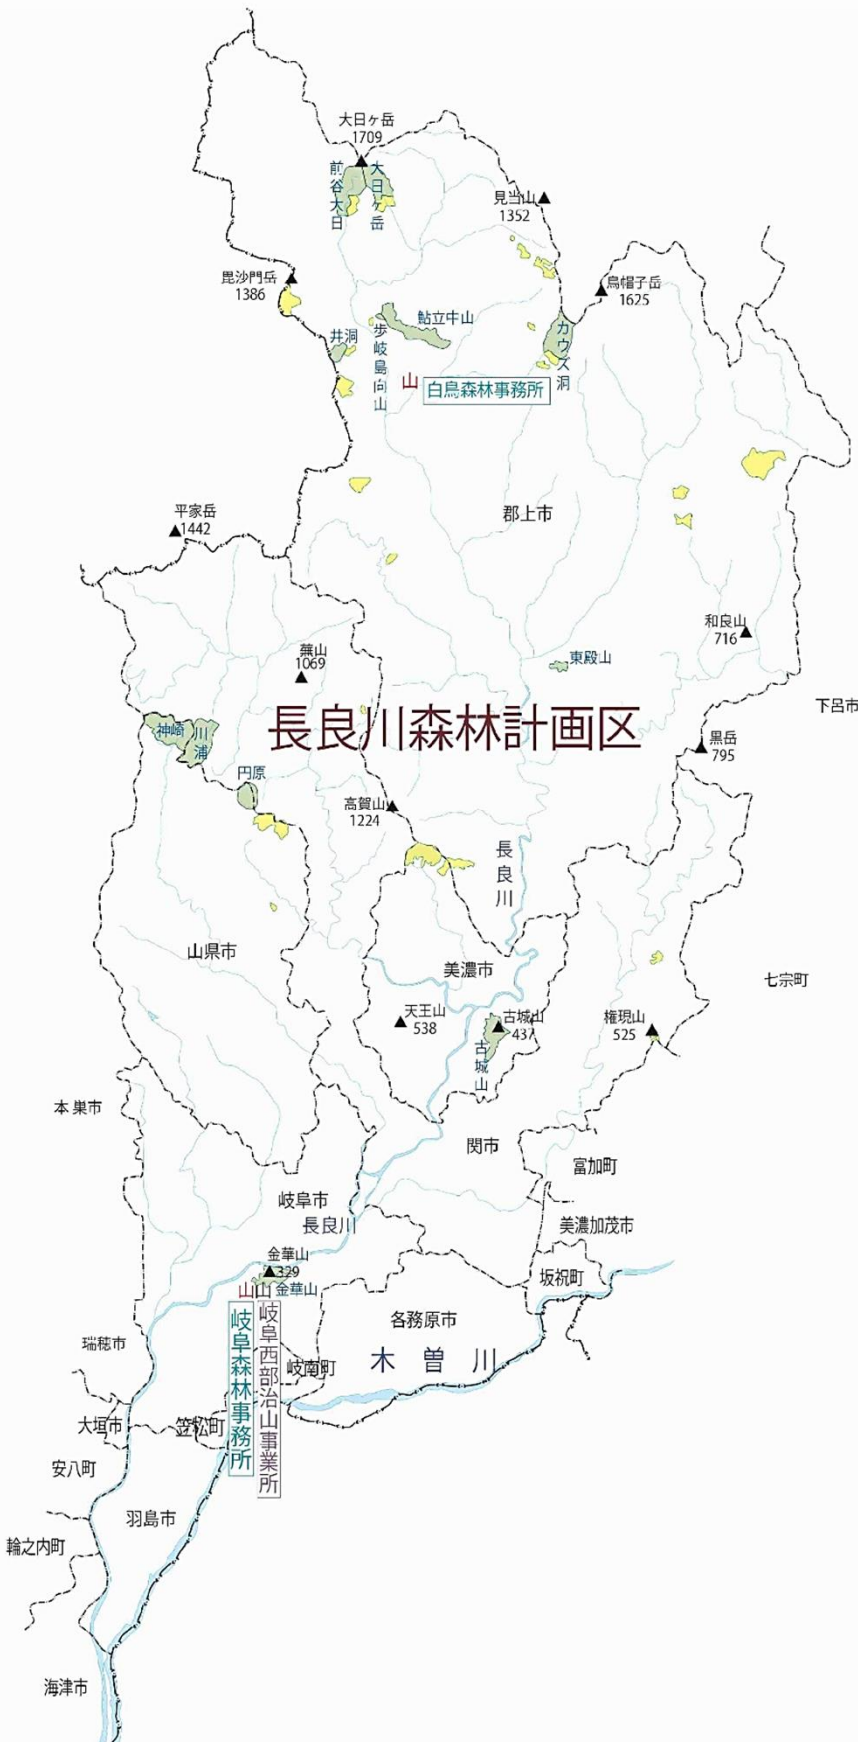 大日ヶ岳
1709
前谷大日
大日ヶ岳
見当山
1352
毘沙門岳
1386
烏帽子岳
1625
鮎立中山
井洞
歩岐島向山
カウズ洞
山
白鳥森林事務所
平家岳
1442
郡上市
和良山
716
蕪山
1069
東殿山
下呂市
長良川森林計画区
神崎
川浦
黒岳
795
円原
高賀山
1224
長良川
山県市
美濃市
七宗町
天王山
538
古城山
437
古城山
権現山
525
本巣市
関市
富加町
岐阜市
長良川
美濃加茂市
金華山
329
金華山
坂祝町
山
山
岐阜森林事務所
岐阜西部治山事業所
各務原市
瑞穂市
岐南町
木曽川
大垣市
笠松町
安八町
羽島市
輪之内町
海津市